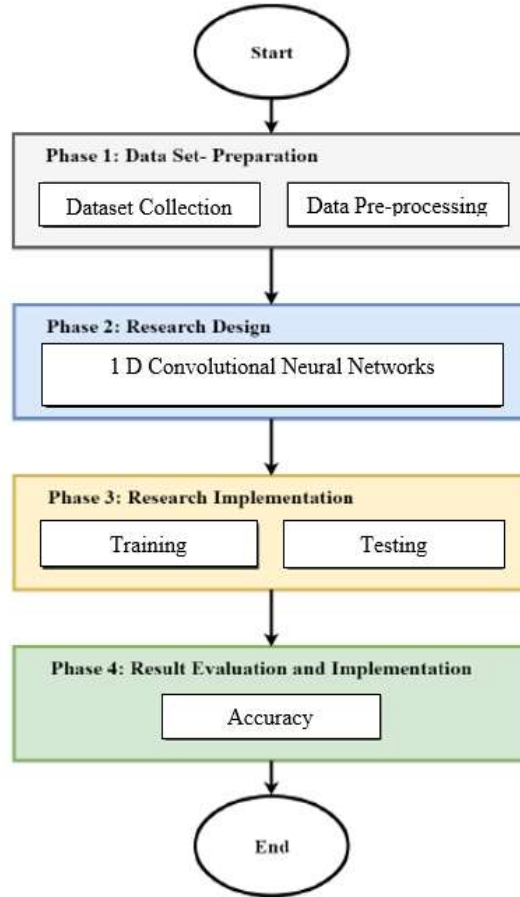 Start
Phase 1: Data Set- Preparation
Dataset Collection
Data Pre-processing
Phase 2: Research Design
1 D Convolutional Neural Networks
Phase 3: Research Implementation
Training
Testing
Phase 4: Result Evaluation and Implementation
Accuracy
End